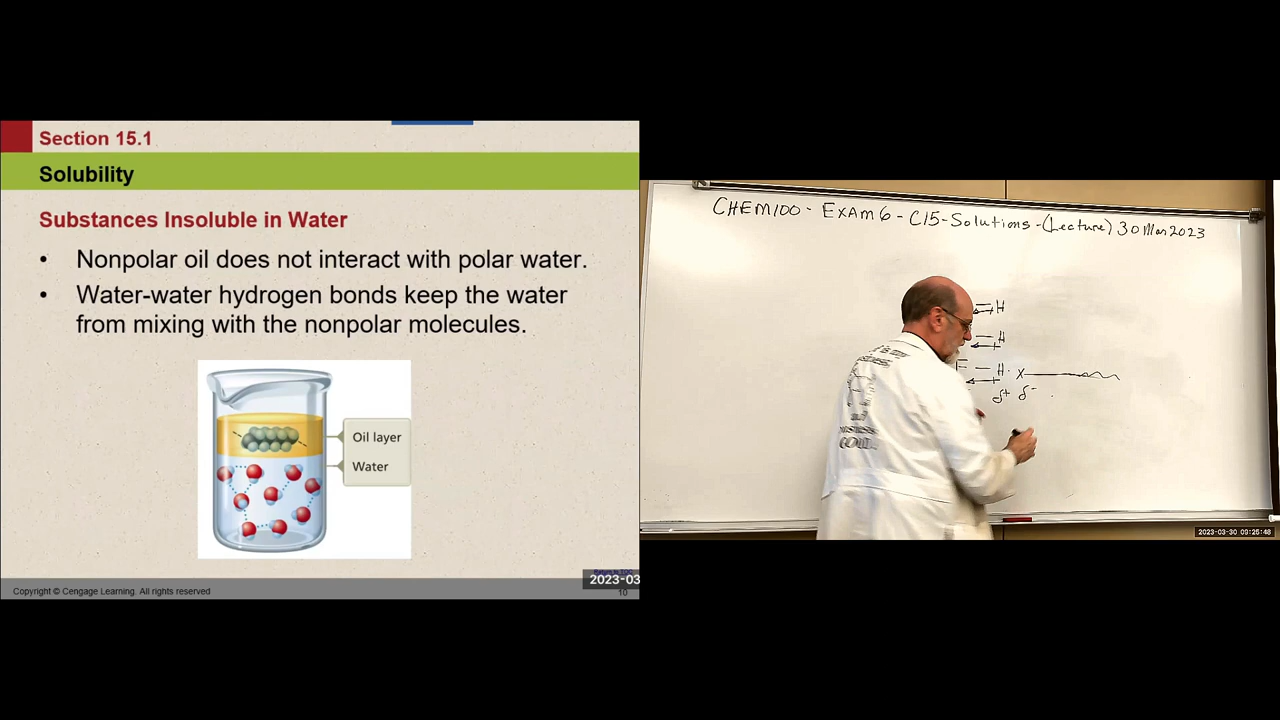 Section 15.1
Solubility
Substances Insoluble in Water
• Nonpolar oil does not interact with polar water.
• Water-water hydrogen bonds keep the water
from mixing with the nonpolar molecules.
Oil layer
Water
2023-03
Copyright © Cengage Learning. All rights reserved
10
CHEM100 - EXAM 6 - C15 - Solutions - (Lecture) 30 Mar 2023
H
H
H X
δ+ δ-
2023-03-30 09:25:48